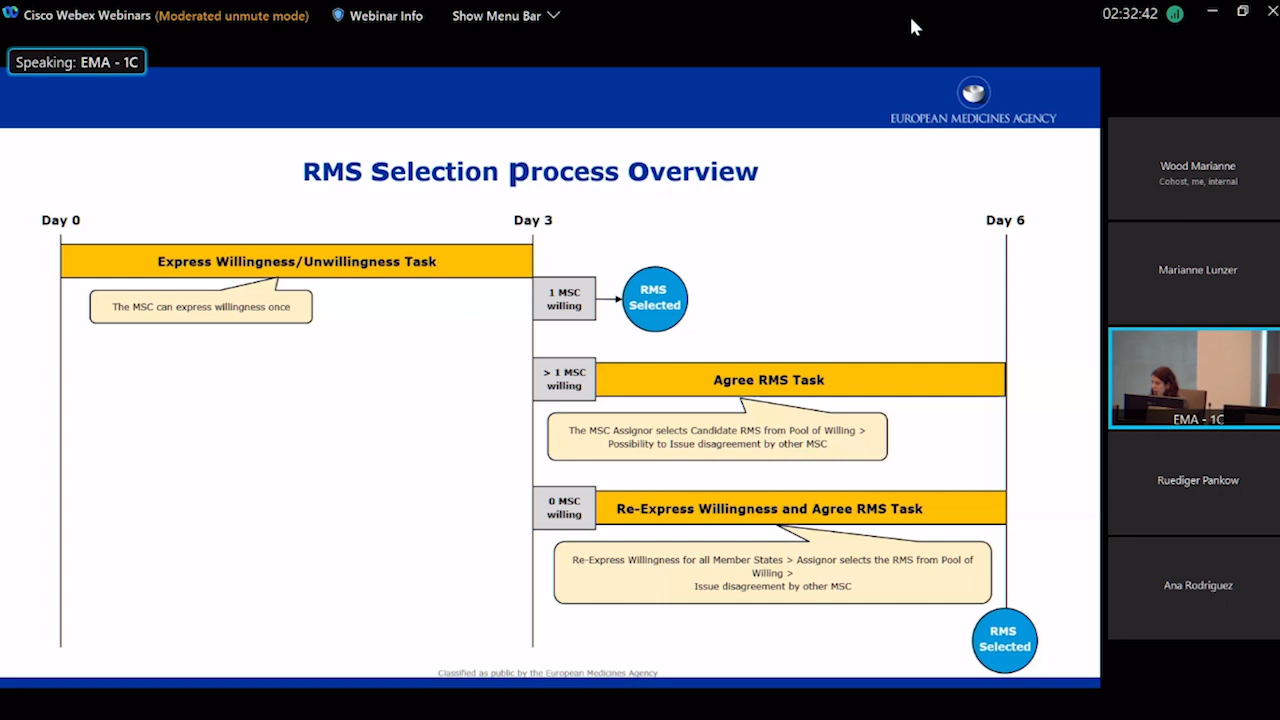 Cisco Webex Webinars (Moderated unmute mode)
Webinar Info
Show Menu Bar
02:32:42
Speaking: EMA - 1C
EUROPEAN MEDICINES AGENCY
RMS Selection Process Overview
Day 0
Day 3
Day 6
Express Willingness/Unwillingness Task
The MSC can express willingness once
1 MSC
willing
RMS
Selected
> 1 MSC
willing
Agree RMS Task
The MSC Assignor selects Candidate RMS from Pool of Willing >
Possibility to Issue disagreement by other MSC
0 MSC
willing
Re-Express Willingness and Agree RMS Task
Re-Express Willingness for all Member States > Assignor selects the RMS from Pool of
Willing >
Issue disagreement by other MSC
RMS
Selected
Classified as public by the European Medicines Agency
Wood Marianne
Cohost, me, internal
Marianne Lunzer
EMA - 1C
Ruediger Pankow
Ana Rodriguez